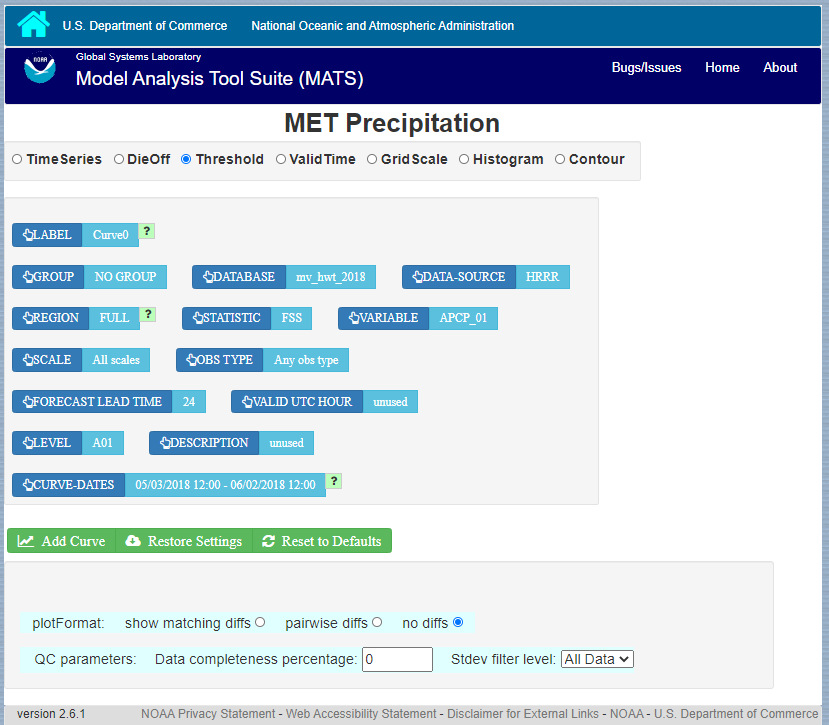 U.S. Department of Commerce National Oceanic and Atmospheric Administration
NOAA
Global Systems Laboratory
Model Analysis Tool Suite (MATS)
Bugs/Issues Home About
MET Precipitation
TimeSeries DieOff Threshold ValidTime GridScale Histogram Contour
LABEL Curve0 ?
GROUP NO GROUP DATABASE mv_hwt_2018 DATA-SOURCE HRRR
REGION FULL ? STATISTIC FSS VARIABLE APCP_01
SCALE All scales OBS TYPE Any obs type
FORECAST LEAD TIME 24 VALID UTC HOUR unused
LEVEL A01 DESCRIPTION unused
CURVE-DATES 05/03/2018 12:00 - 06/02/2018 12:00 ?
Add Curve Restore Settings Reset to Defaults
plotFormat: show matching diffs pairwise diffs no diffs
QC parameters: Data completeness percentage: 0 Stdev filter level: All Data
version 2.6.1 NOAA Privacy Statement - Web Accessibility Statement - Disclaimer for External Links - NOAA - U.S. Department of Commerce